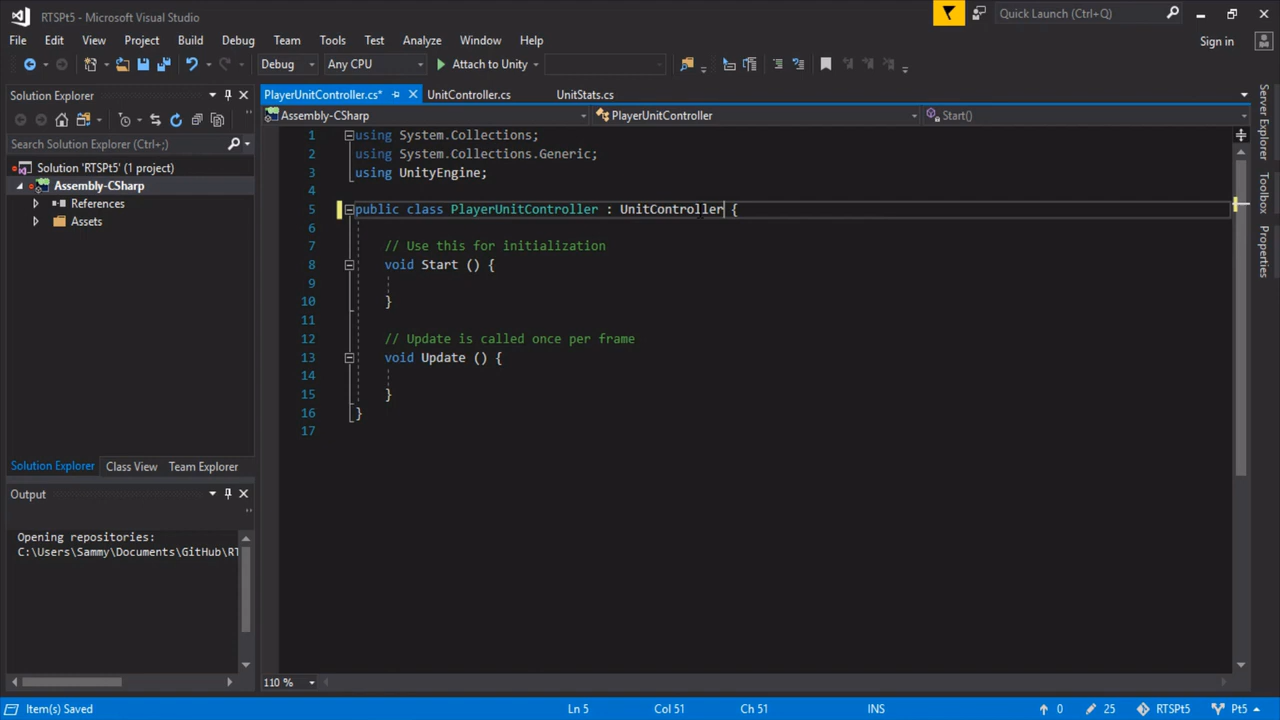 RTSPt5 - Microsoft Visual Studio
Quick Launch (Ctrl+Q)
File Edit View Project Build Debug Team Tools Test Analyze Window Help
Sign in
Debug Any CPU Attach to Unity
Solution Explorer
PlayerUnitController.cs* UnitController.cs UnitStats.cs
Assembly-CSharp PlayerUnitController Start()
Search Solution Explorer (Ctrl+;)
Solution 'RTSPt5' (1 project)
Assembly-CSharp
References
Assets
Solution Explorer Class View Team Explorer
Output
Opening repositories:
C:\Users\Sammy\Documents\GitHub\RT
1 using System.Collections;
2 using System.Collections.Generic;
3 using UnityEngine;
4
5 public class PlayerUnitController : UnitController {
6
7 // Use this for initialization
8 void Start () {
9
10 }
11
12 // Update is called once per frame
13 void Update () {
14
15 }
16 }
17
110 %
Server Explorer
Toolbox
Properties
Item(s) Saved Ln 5 Col 51 Ch 51 INS 0 25 RTSPt5 Pt5